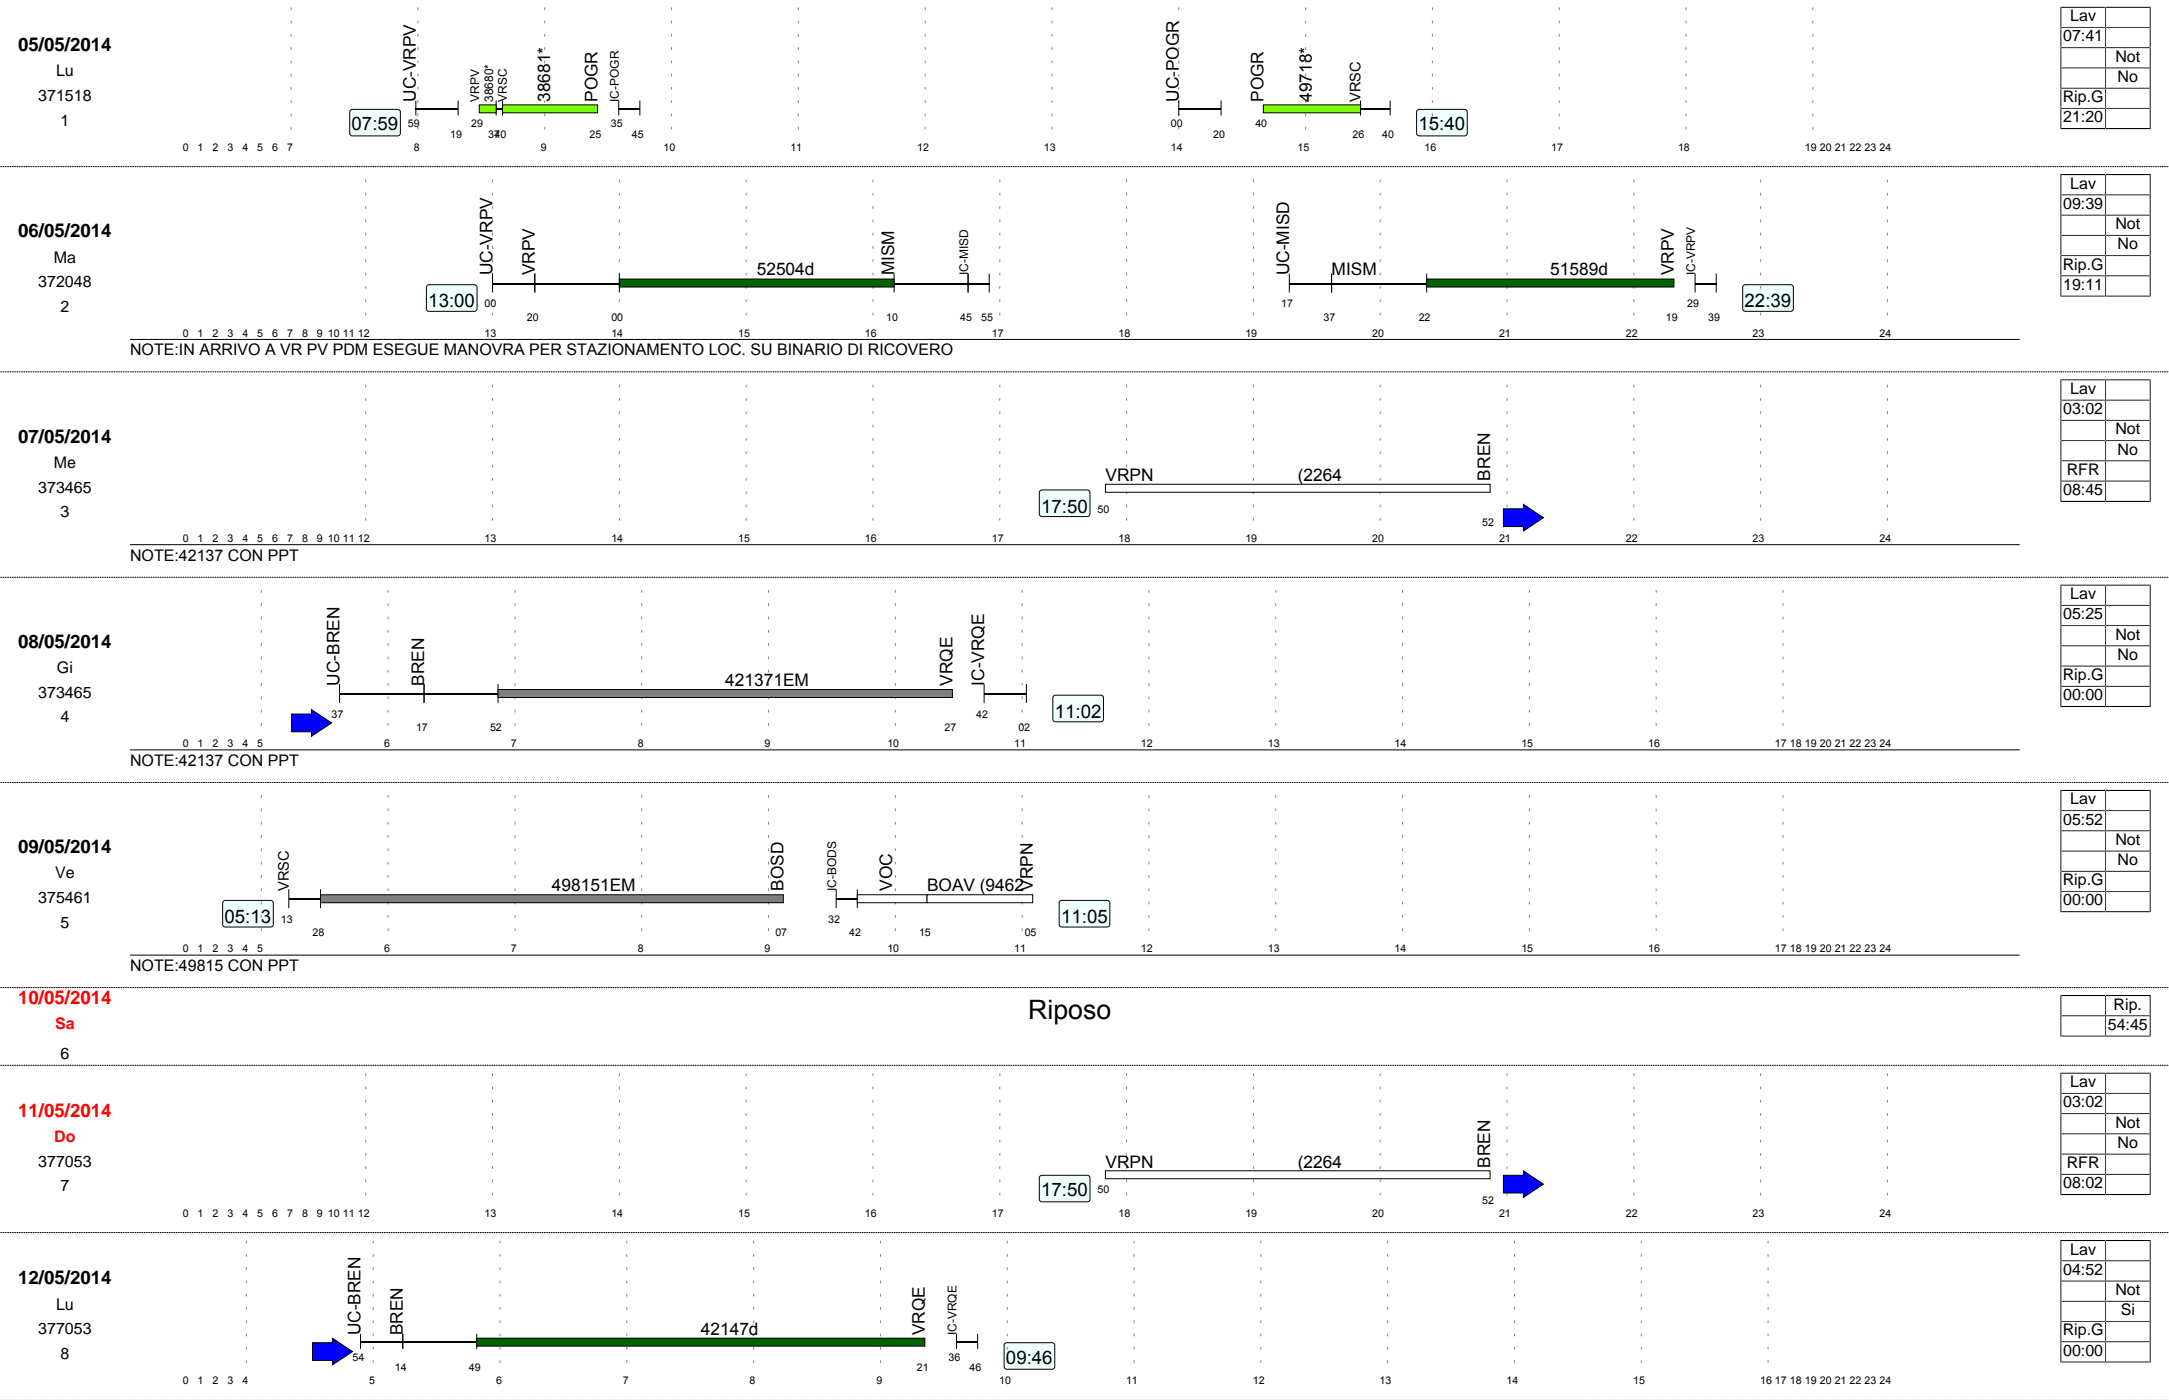 05/05/2014
Lu
371518
1
07:59
UC-VRPV
59
19
VRPV
38680*
VRSC
29
37
40
38681*
POGR
25
IC-POGR
35
45
UC-POGR
00
20
POGR
40
49718*
VRSC
26
40
15:40
0 1 2 3 4 5 6 7 8 9 10 11 12 13 14 15 16 17 18 19 20 21 22 23 24
Lav
07:41
Not
No
Rip.G
21:20
06/05/2014
Ma
372048
2
13:00
UC-VRPV
00
VRPV
20
00
52504d
MISM
10
IC-MISD
45
55
UC-MISD
17
MISM
37
22
51589d
VRPV
19
IC-VRPV
29
39
22:39
0 1 2 3 4 5 6 7 8 9 10 11 12 13 14 15 16 17 18 19 20 21 22 23 24
NOTE:IN ARRIVO A VR PV PDM ESEGUE MANOVRA PER STAZIONAMENTO LOC. SU BINARIO DI RICOVERO
Lav
09:39
Not
No
Rip.G
19:11
07/05/2014
Me
373465
3
17:50
VRPN
50
(2264
BREN
52
0 1 2 3 4 5 6 7 8 9 10 11 12 13 14 15 16 17 18 19 20 21 22 23 24
NOTE:42137 CON PPT
Lav
03:02
Not
No
RFR
08:45
08/05/2014
Gi
373465
4
UC-BREN
37
BREN
17
52
421371EM
VRQE
27
IC-VRQE
42
02
11:02
0 1 2 3 4 5 6 7 8 9 10 11 12 13 14 15 16 17 18 19 20 21 22 23 24
NOTE:42137 CON PPT
Lav
05:25
Not
No
Rip.G
00:00
09/05/2014
Ve
375461
5
05:13
VRSC
13
28
498151EM
BOSD
07
IC-BODS
32
42
VOC
15
BOAV (9462
VRPN
05
11:05
0 1 2 3 4 5 6 7 8 9 10 11 12 13 14 15 16 17 18 19 20 21 22 23 24
NOTE:49815 CON PPT
Lav
05:52
Not
No
Rip.G
00:00
10/05/2014
Sa
6
Riposo
Rip.
54:45
11/05/2014
Do
377053
7
17:50
VRPN
50
(2264
BREN
52
0 1 2 3 4 5 6 7 8 9 10 11 12 13 14 15 16 17 18 19 20 21 22 23 24
Lav
03:02
Not
No
RFR
08:02
12/05/2014
Lu
377053
8
UC-BREN
54
BREN
14
49
42147d
VRQE
21
IC-VRQE
36
46
09:46
0 1 2 3 4 5 6 7 8 9 10 11 12 13 14 15 16 17 18 19 20 21 22 23 24
Lav
04:52
Not
Si
Rip.G
00:00